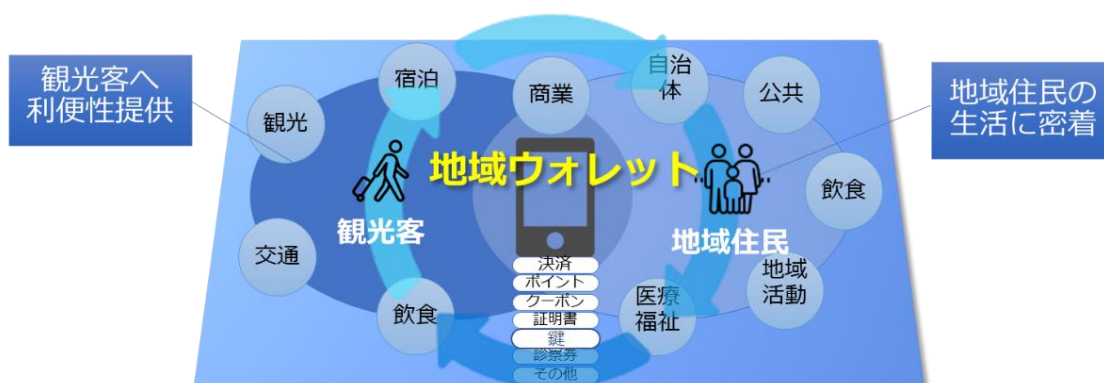 観光客へ
利便性提供
宿泊
商業
自治
体
公共
地域住民の
生活に密着
観光
地域ウォレット
飲食
観光客
地域住民
交通
決済
ポイント
クーポン
証明書
鍵
診察券
その他
飲食
医療
福祉
地域
活動